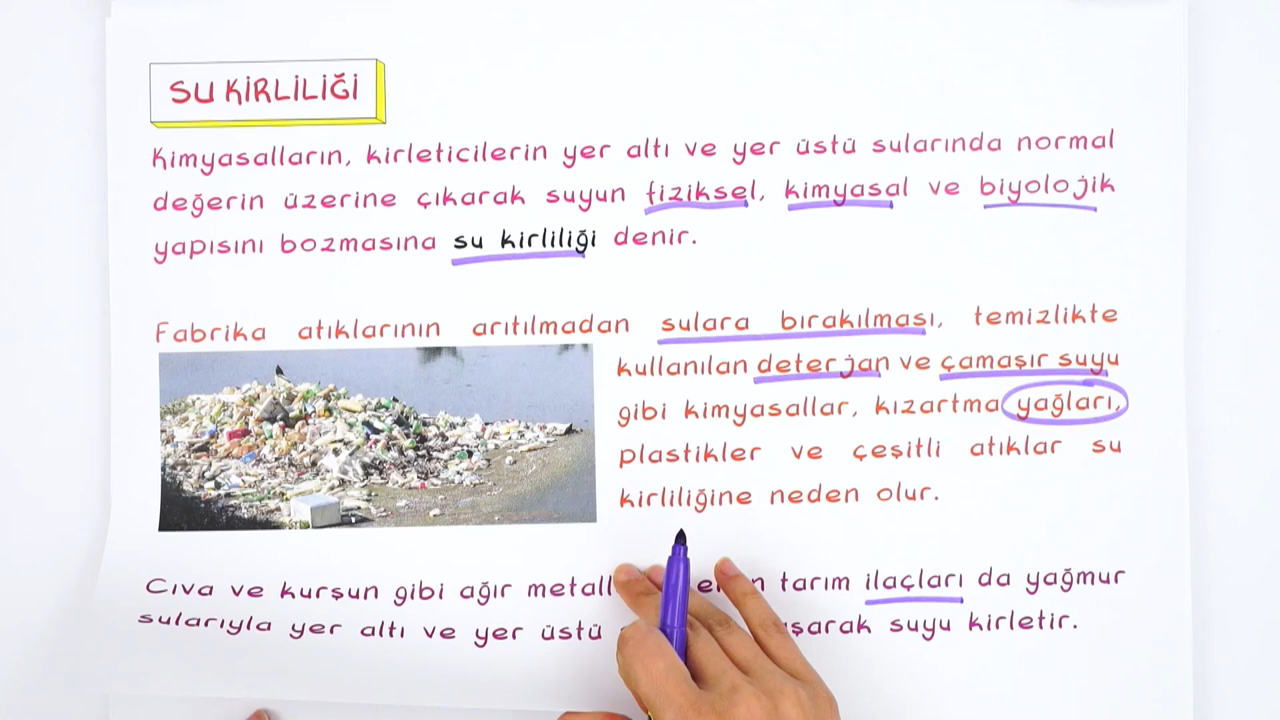 SU KİRLİLİĞİ
Kimyasalların, kirleticilerin yer altı ve yer üstü sularında normal
değerin üzerine çıkarak suyun fiziksel, kimyasal ve biyolojik
yapısını bozmasına su kirliliği denir.
Fabrika atıklarının arıtılmadan sulara bırakılması, temizlikte
kullanılan deterjan ve çamaşır suyu
gibi kimyasallar, kızartma yağları,
plastikler ve çeşitli atıklar su
kirliliğine neden olur.
Cıva ve kurşun gibi ağır metall tarım ilaçları da yağmur
sularıyla yer altı ve yer üstü şarak suyu kirletir.